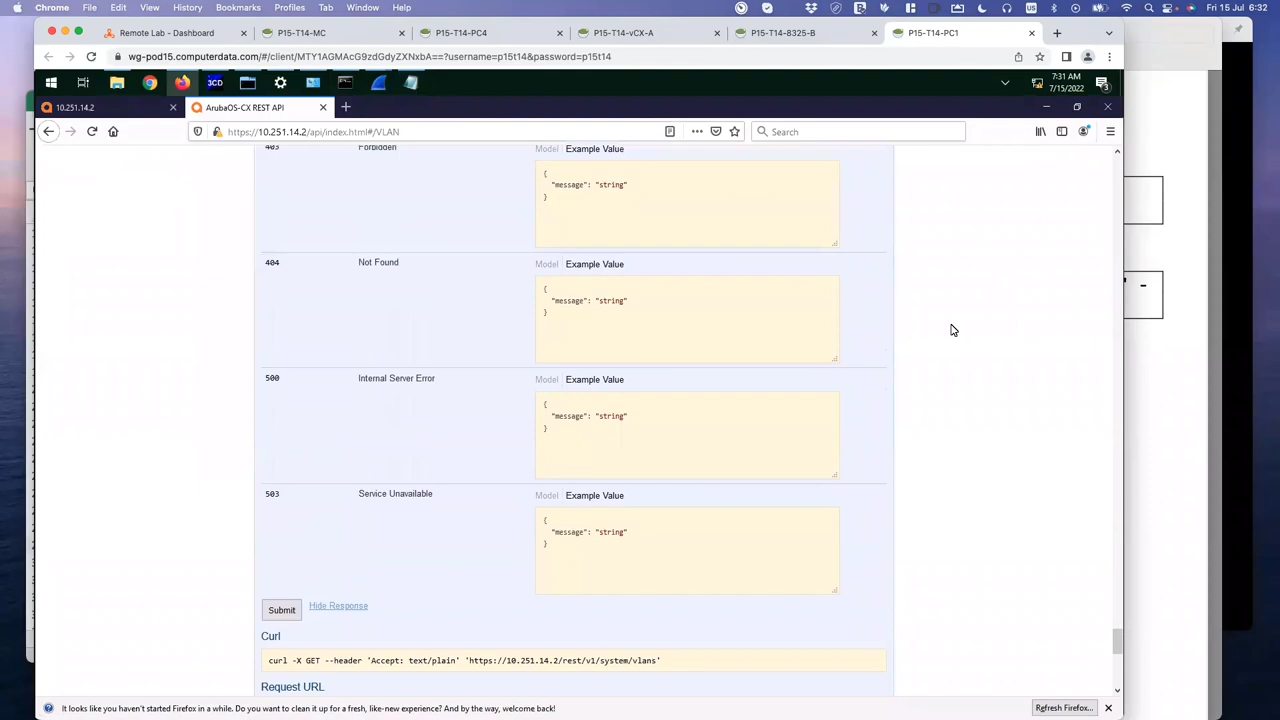 Chrome File Edit View History Bookmarks Profiles Tab Window Help Fri 15 Jul 6:32
Remote Lab - Dashboard P15-T14-MC P15-T14-PC4 P15-T14-vCX-A P15-T14-8325-B P15-T14-PC1
wg-pod15.computerdata.com/#/client/MTY1AGMAcG9zdGdyZXNxbA==?username=p15t14&password=p15t14
7:31 AM
7/15/2022
3
10.251.14.2 ArubaOS-CX REST API
https://10.251.14.2/api/index.html#/VLAN Search
403 Forbidden Model Example Value
{
"message": "string"
}
404 Not Found Model Example Value
{
"message": "string"
}
500 Internal Server Error Model Example Value
{
"message": "string"
}
503 Service Unavailable Model Example Value
{
"message": "string"
}
Submit Hide Response
Curl
curl -X GET --header 'Accept: text/plain' 'https://10.251.14.2/rest/v1/system/vlans'
Request URL
It looks like you haven't started Firefox in a while. Do you want to clean it up for a fresh, like-new experience? And by the way, welcome back! Refresh Firefox...